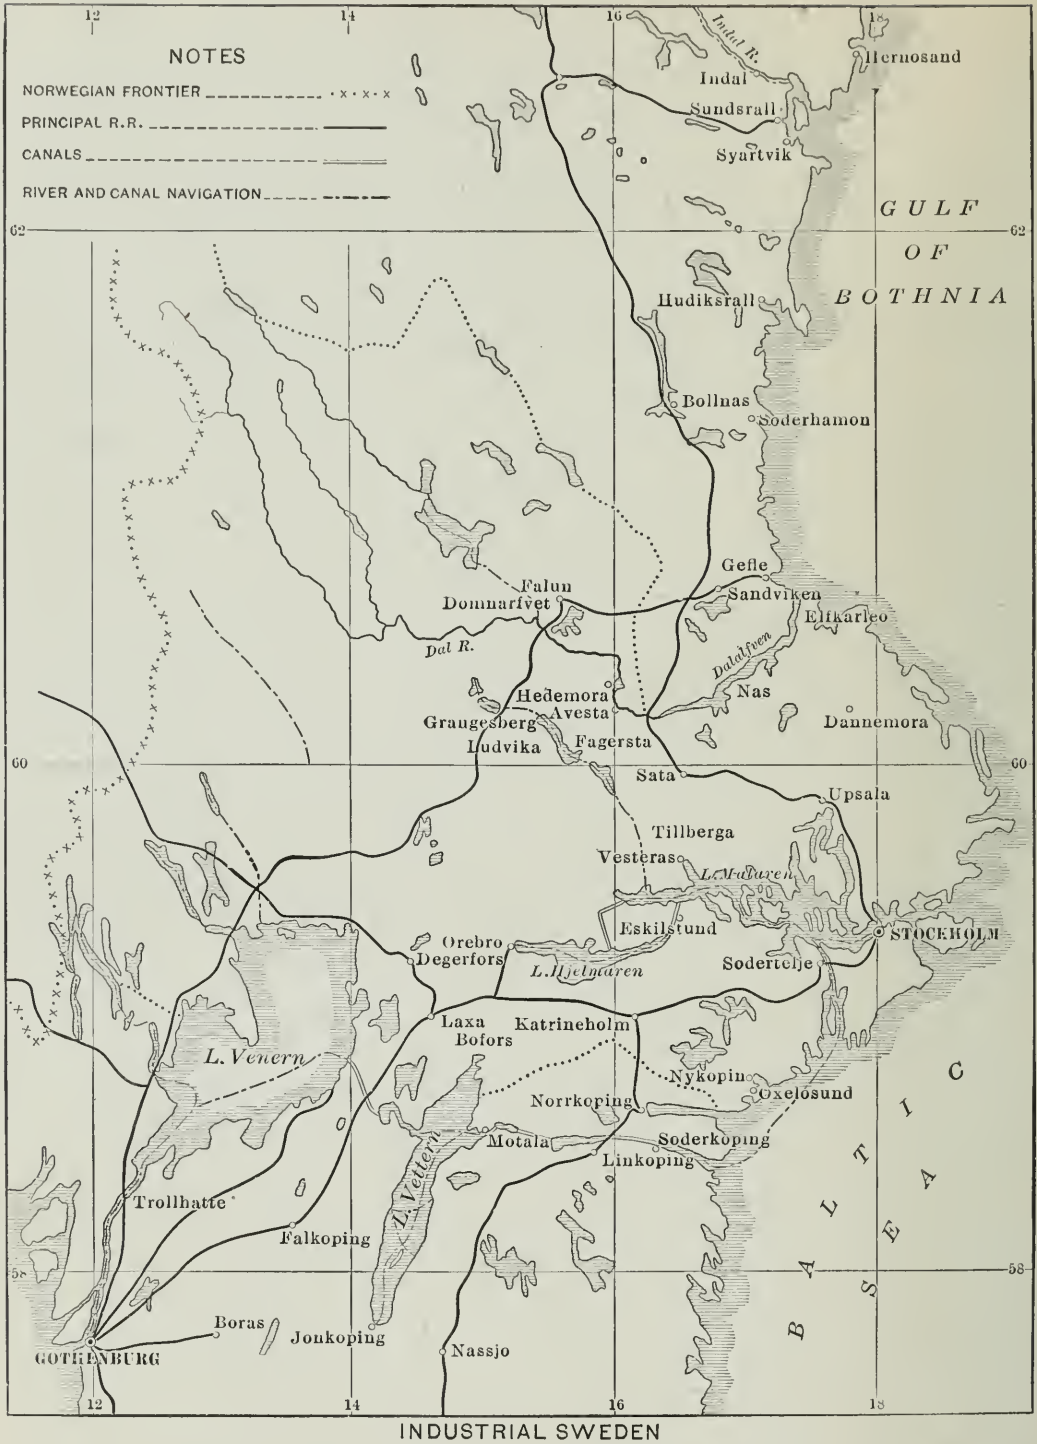 12 14 16 18
NOTES
NORWEGIAN FRONTIER
PRINCIPAL R.R.
CANALS
RIVER AND CANAL NAVIGATION
Indal R.
Hernosand
Indal
Sundsrall
Syartvik
GULF
OF
BOTHNIA
62 62
Hudiksrall
Bollnas
Soderhamon
Gefle
Sandviken
Falun
Domnarfvet
Elfkarleo
Dal R.
Dalalfven
Nas
Hedemora
Avesta
Dannemora
Graugesberg
Ludvika
Fagersta
60 60
Sata
Upsala
Tillberga
Vesteras
L. Malaren
Eskilstund
STOCKHOLM
Orebro
Degerfors
L. Hjelmaren
Sodertelje
Laxa
Bofors
Katrineholm
L. Venern
Nykopin
Oxelosund
Norrkoping
Motala
Soderkoping
Linkoping
L. Vettern
Trollhatte
Falkoping
BALTIC
SEA
58 58
Boras
Jonkoping
Nassjo
GOTHENBURG
12 14 16 18
INDUSTRIAL SWEDEN